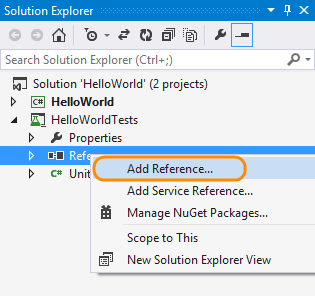 Solution Explorer
Search Solution Explorer (Ctrl+;)
Solution 'HelloWorld' (2 projects)
C# HelloWorld
HelloWorldTests
Properties
Refe
Add Reference...
C# Unit
Add Service Reference...
Manage NuGet Packages...
Scope to This
New Solution Explorer View